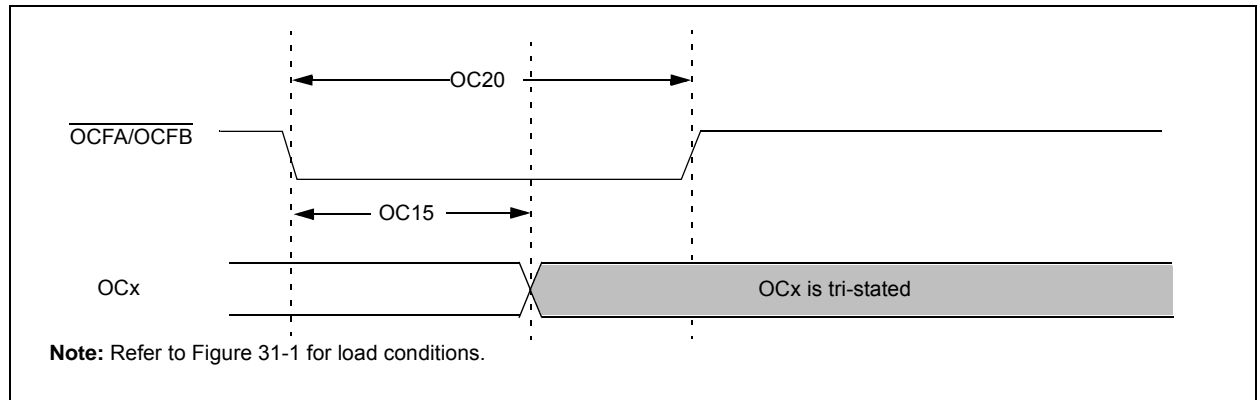 OC20
OCFA/OCFB
OC15
OCx
OCx is tri-stated
Note: Refer to Figure 31-1 for load conditions.